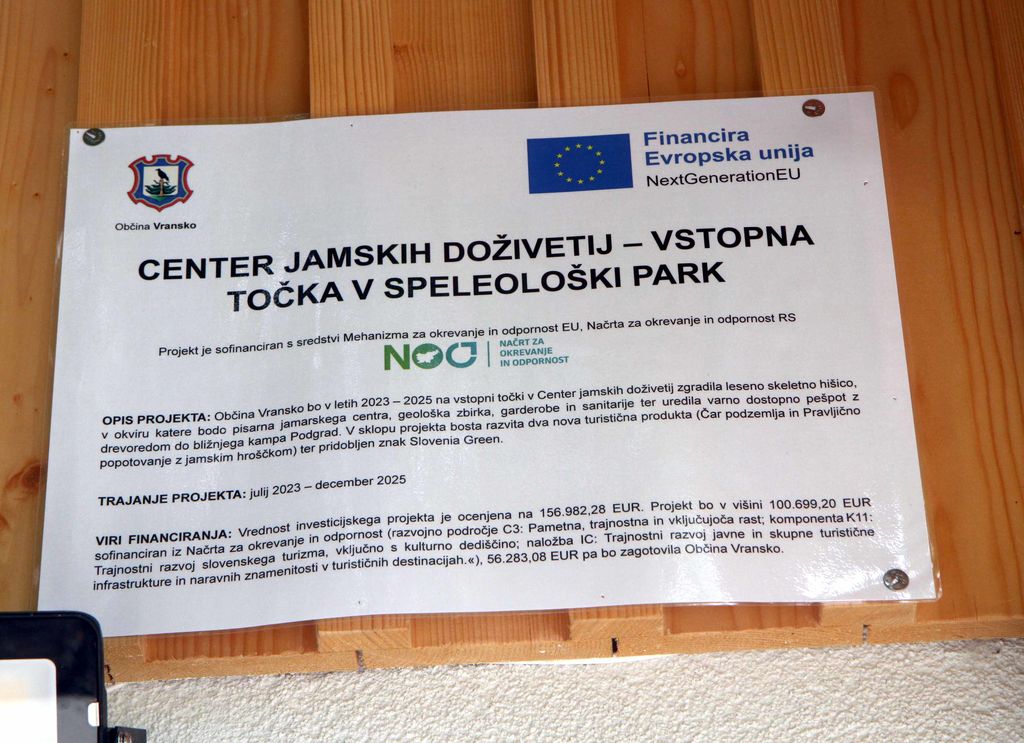 Občina Vransko
Financira
Evropska unija
NextGenerationEU
CENTER JAMSKIH DOŽIVETIJ – VSTOPNA
TOČKA V SPELEOLOŠKI PARK
Projekt je sofinanciran s sredstvi Mehanizma za okrevanje in odpornost EU, Načrta za okrevanje in odpornost RS
NOO
NAČRT ZA
OKREVANJE
IN ODPORNOST
OPIS PROJEKTA: Občina Vransko bo v letih 2023 – 2025 na vstopni točki v Center jamskih doživetij zgradila leseno skeletno hišico,
v okviru katere bodo pisarna jamarskega centra, geološka zbirka, garderobe in sanitarije ter uredila varno dostopno pešpot z
drevoredom do bližnjega kampa Podgrad. V sklopu projekta bosta razvita dva nova turistična produkta (Čar podzemlja in Pravljično
popotovanje z jamskim hroščkom) ter pridobljen znak Slovenia Green.
TRAJANJE PROJEKTA: julij 2023 – december 2025
VIRI FINANCIRANJA: Vrednost investicijskega projekta je ocenjena na 156.982,28 EUR. Projekt bo v višini 100.699,20 EUR
sofinanciran iz Načrta za okrevanje in odpornost (razvojno področje C3: Pametna, trajnostna in vključujoča rast; komponenta K11:
Trajnostni razvoj slovenskega turizma, vključno s kulturno dediščino; naložba IC: Trajnostni razvoj javne in skupne turistične
infrastrukture in naravnih znamenitosti v turističnih destinacijah.«), 56.283,08 EUR pa bo zagotovila Občina Vransko.